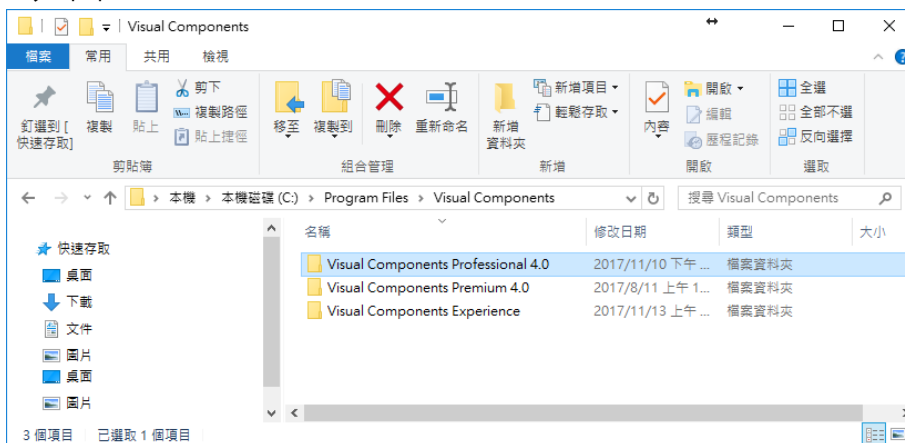 Visual Components
檔案 常用 共用 檢視
釘選到 [快速存取]
複製
貼上
剪下
複製路徑
貼上捷徑
剪貼簿
移至
複製到
刪除
重新命名
組合管理
新增資料夾
新增項目
輕鬆存取
新增
內容
開啟
編輯
歷程記錄
開啟
全選
全部不選
反向選擇
選取
本機 › 本機磁碟 (C:) › Program Files › Visual Components
搜尋 Visual Components
名稱 修改日期 類型 大小
Visual Components Professional 4.0 2017/11/10 下午 ... 檔案資料夾
Visual Components Premium 4.0 2017/8/11 上午 1... 檔案資料夾
Visual Components Experience 2017/11/13 上午 ... 檔案資料夾
快速存取
桌面
下載
文件
圖片
桌面
圖片
3 個項目 已選取 1 個項目